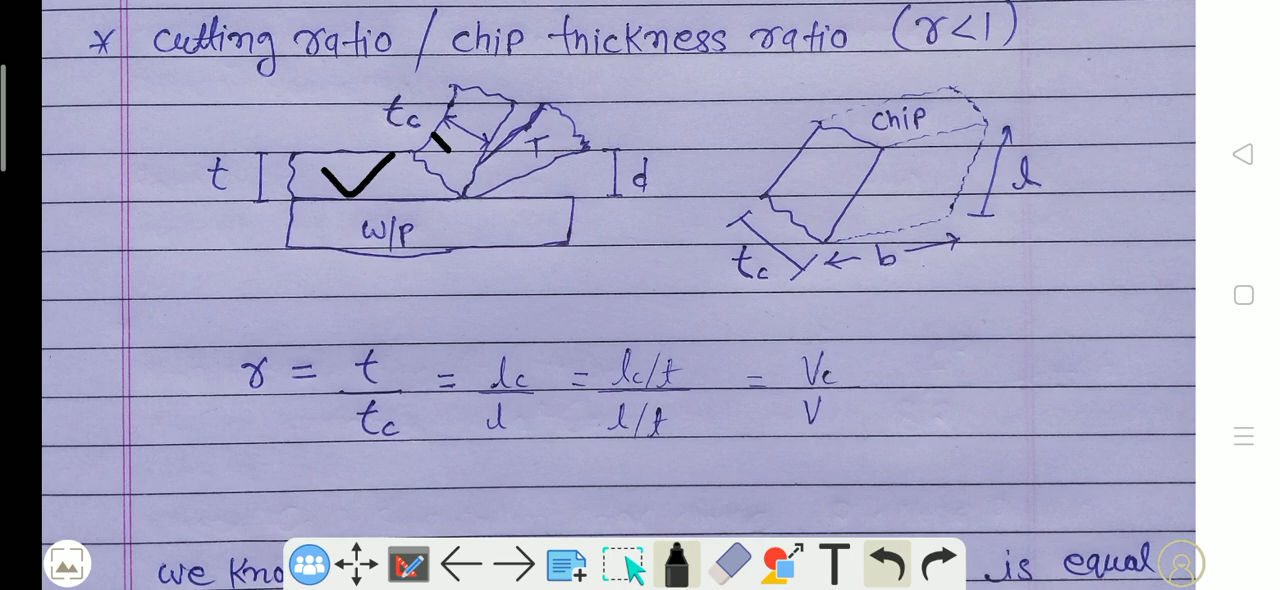 * cutting ratio / chip thickness ratio (r<1)
tc
T
t
d
w/p
chip
l
tc
b
r = t/tc = lc/l = lc/t / l/t = Vc/V
we kno
T
is equal